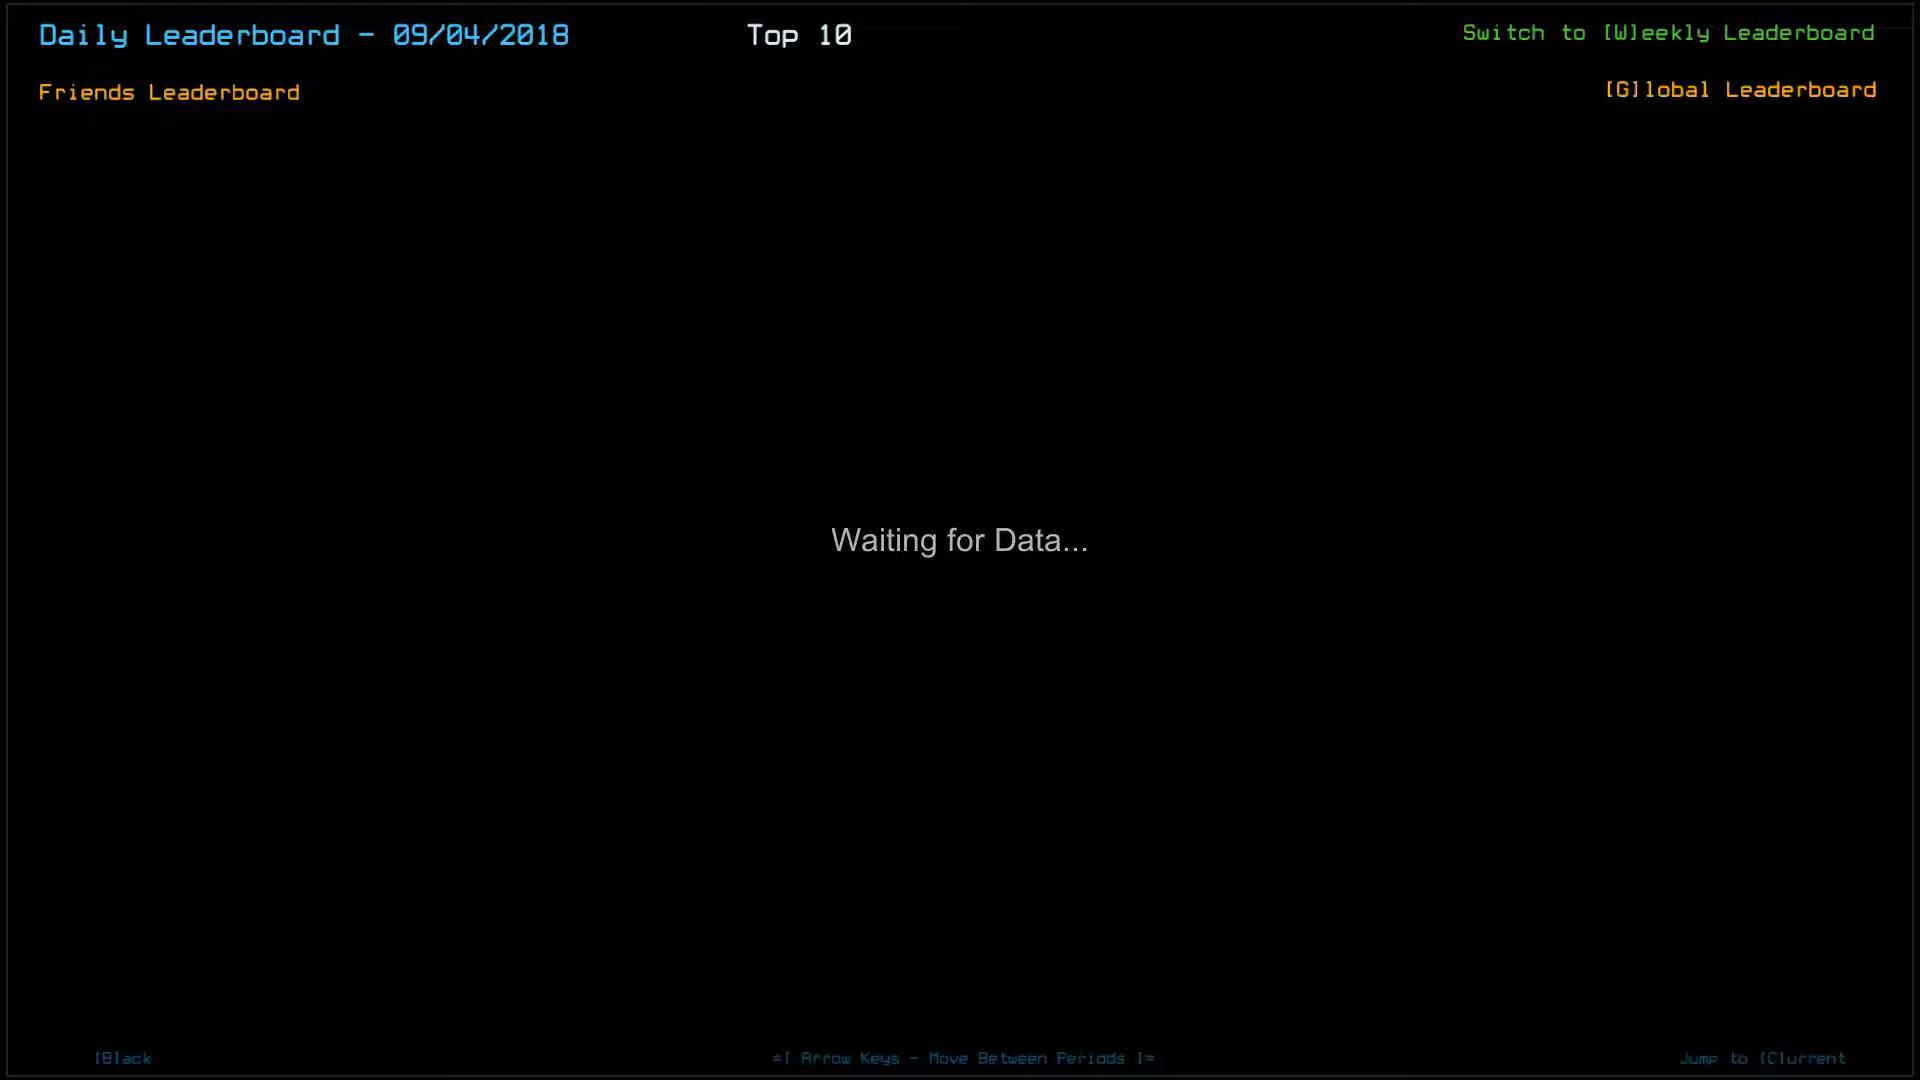 Daily Leaderboard - 09/04/2018
Top 10
Switch to [W]eekly Leaderboard
Friends Leaderboard
[G]lobal Leaderboard
Waiting for Data...
[B]ack
=[ Arrow Keys - Move Between Periods ]=
Jump to [C]urrent